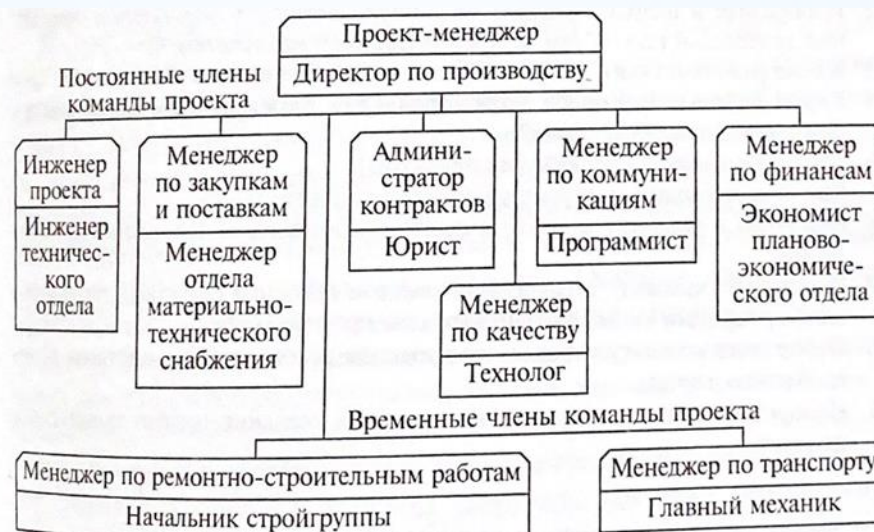 Проект-менеджер
Директор по производству
Постоянные члены
команды проекта
Инженер
проекта
Инженер
техничес-
кого
отдела
Менеджер
по закупкам
и поставкам
Менеджер
отдела
материально-
технического
снабжения
Админи-
стратор
контрактов
Юрист
Менеджер
по качеству
Технолог
Менеджер
по коммуни-
кациям
Программист
Менеджер
по финансам
Экономист
планово-
экономиче-
ского отдела
Временные члены команды проекта
Менеджер по ремонтно-строительным работам
Начальник стройгруппы
Менеджер по транспорту
Главный механик